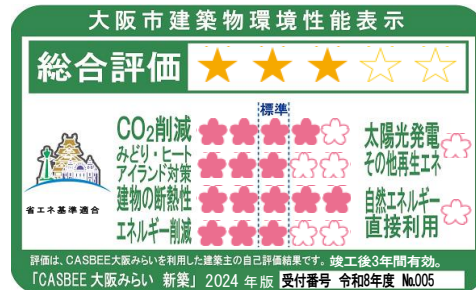 大阪市建築物環境性能表示
総合評価
標準
CO₂削減
みどり・ヒート
アイランド対策
建物の断熱性
エネルギー削減
太陽光発電
その他再生エネ
自然エネルギー
直接利用
省エネ基準適合
評価は、CASBEE大阪みらいを利用した建築主の自己評価結果です。竣工後3年間有効。
「CASBEE大阪みらい 新築」2024年版 受付番号 令和8年度 №005